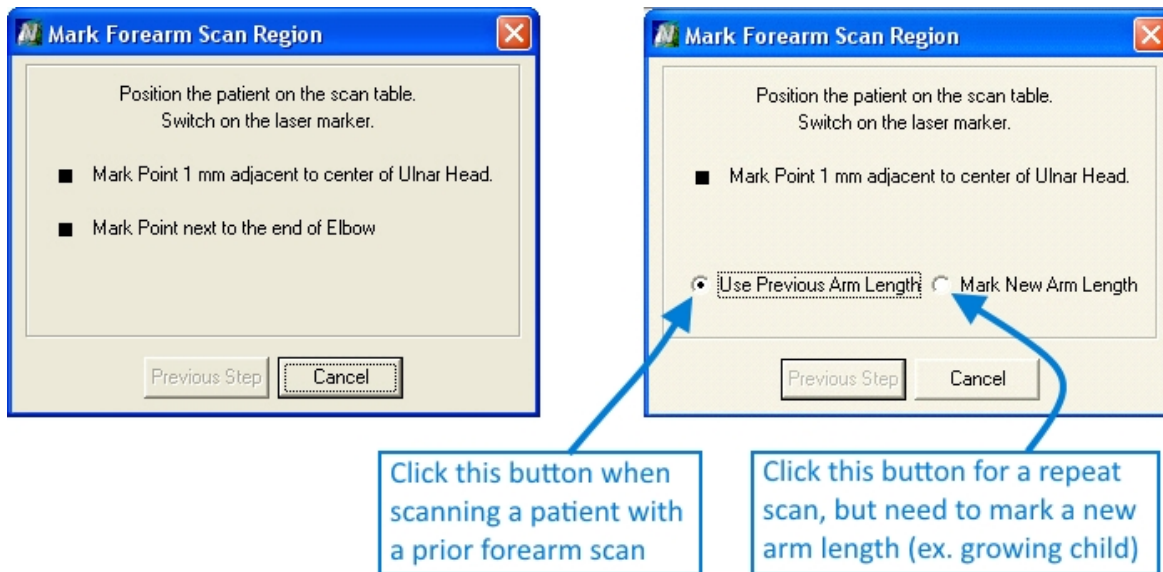 Mark Forearm Scan Region
Position the patient on the scan table.
Switch on the laser marker.
Mark Point 1 mm adjacent to center of Ulnar Head.
Mark Point next to the end of Elbow
Previous Step Cancel
Mark Forearm Scan Region
Position the patient on the scan table.
Switch on the laser marker.
Mark Point 1 mm adjacent to center of Ulnar Head.
Use Previous Arm Length Mark New Arm Length
Previous Step Cancel
Click this button when
scanning a patient with
a prior forearm scan
Click this button for a repeat
scan, but need to mark a new
arm length (ex. growing child)